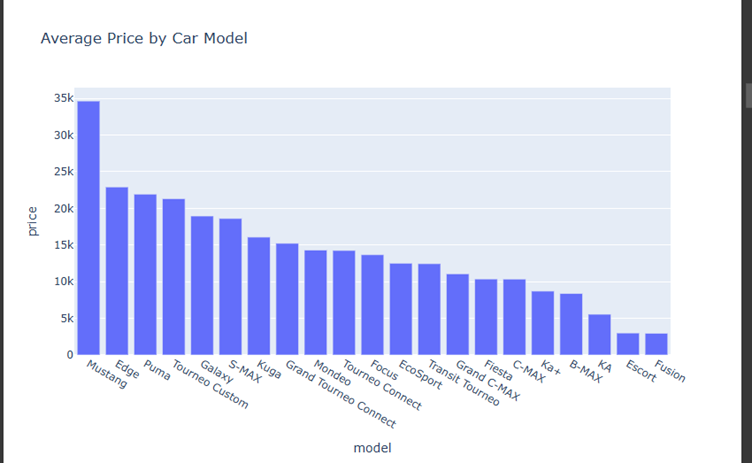 Average Price by Car Model
35k
30k
25k
20k
15k
10k
5k
0
price
Mustang
Edge
Puma
Tourneo Custom
Galaxy
S-MAX
Kuga
Grand Tourneo Connect
Mondeo
Tourneo Connect
Focus
EcoSport
Transit Tourneo
Grand C-MAX
Fiesta
C-MAX
Ka+
B-MAX
KA
Escort
Fusion
model